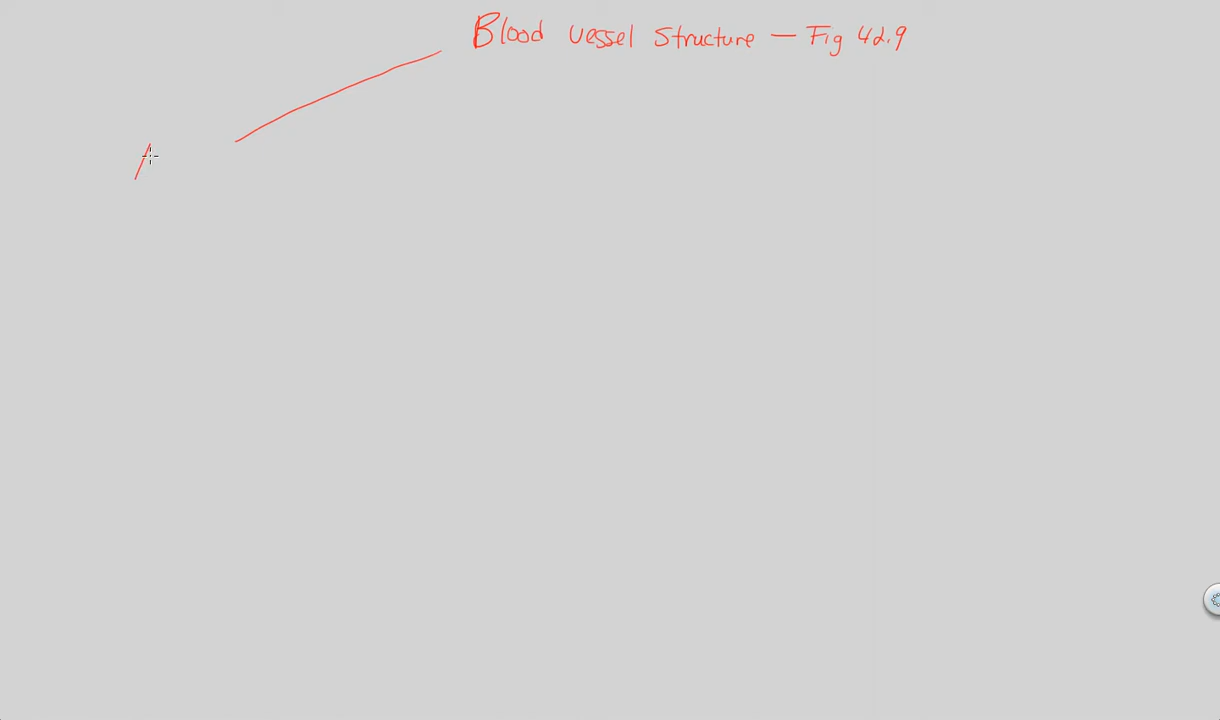 Blood vessel structure — Fig 42.9